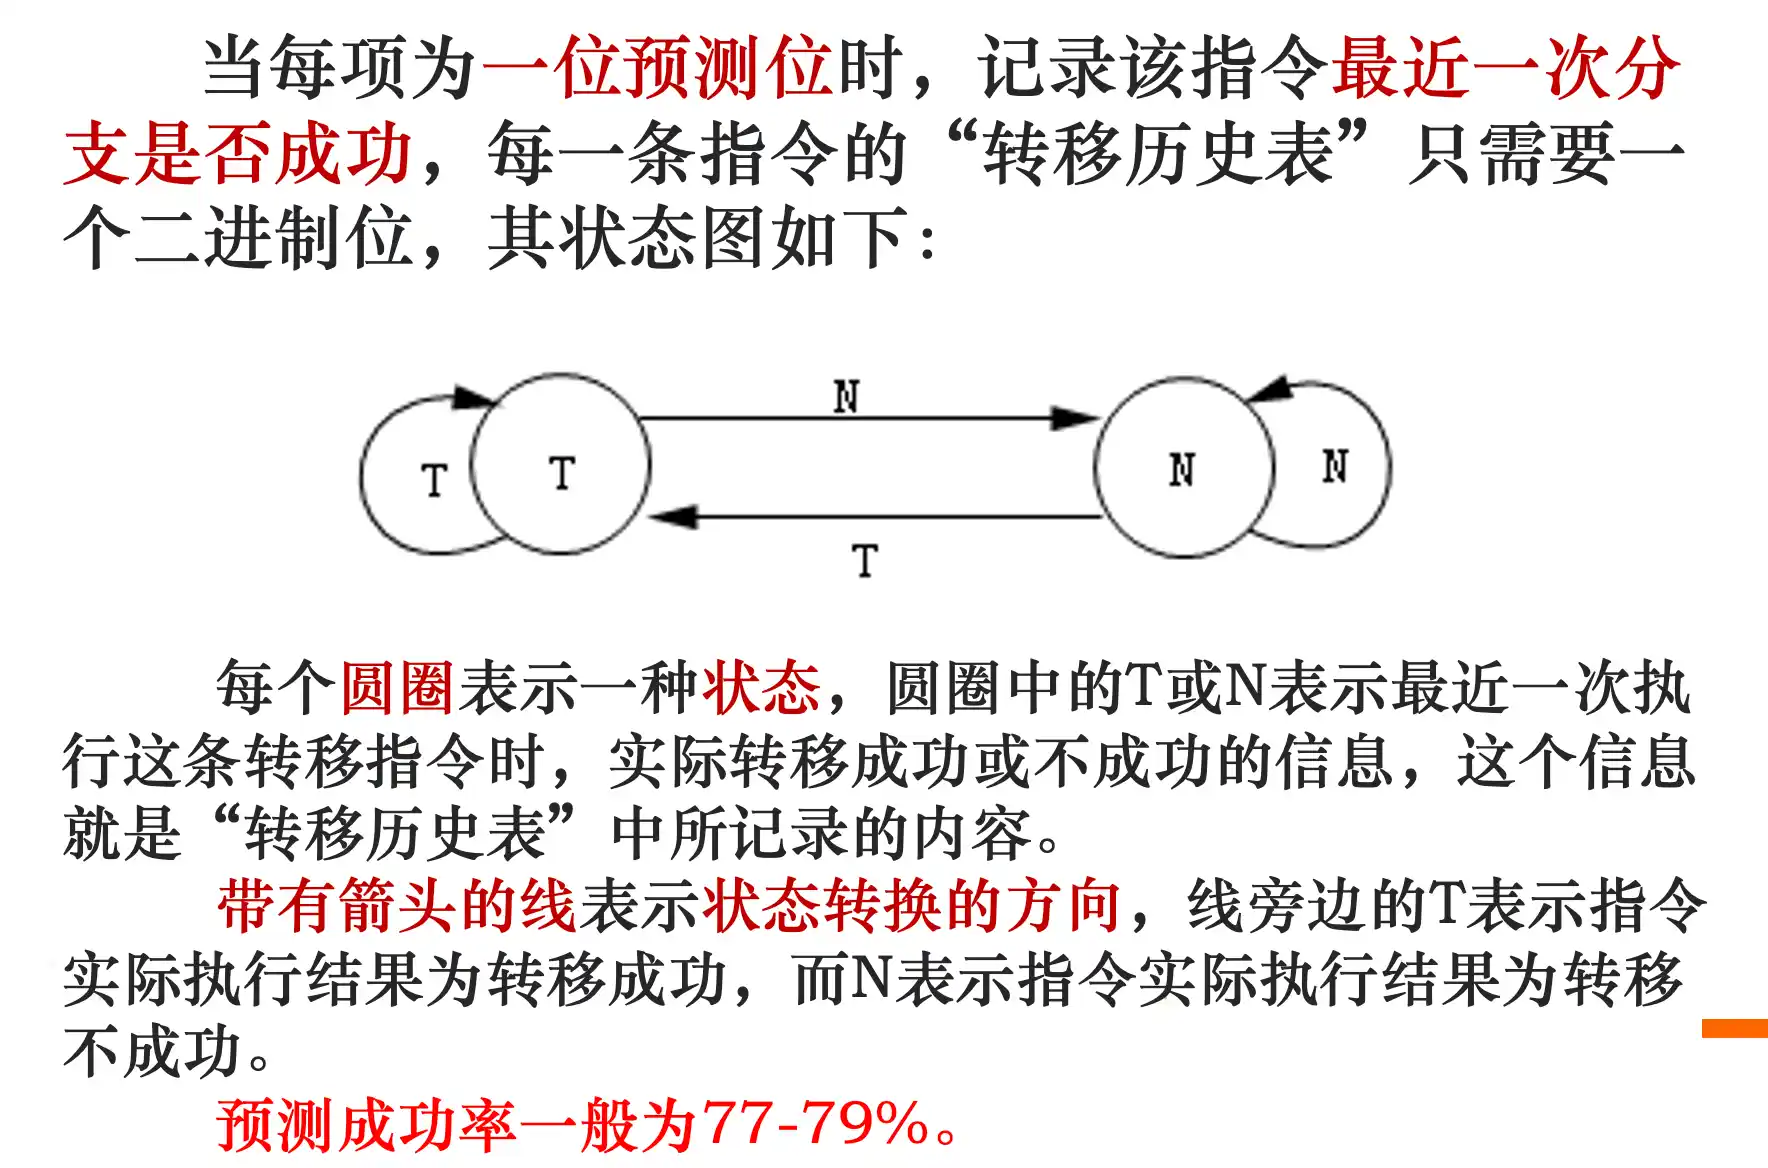 当每项为一位预测位时，记录该指令最近一次分
支是否成功，每一条指令的“转移历史表”只需要一
个二进制位，其状态图如下：
N
T
T
N
N
T
每个圆圈表示一种状态，圆圈中的T或N表示最近一次执
行这条转移指令时，实际转移成功或不成功的信息，这个信息
就是“转移历史表”中所记录的内容。
带有箭头的线表示状态转换的方向，线旁边的T表示指令
实际执行结果为转移成功，而N表示指令实际执行结果为转移
不成功。
预测成功率一般为77-79%。